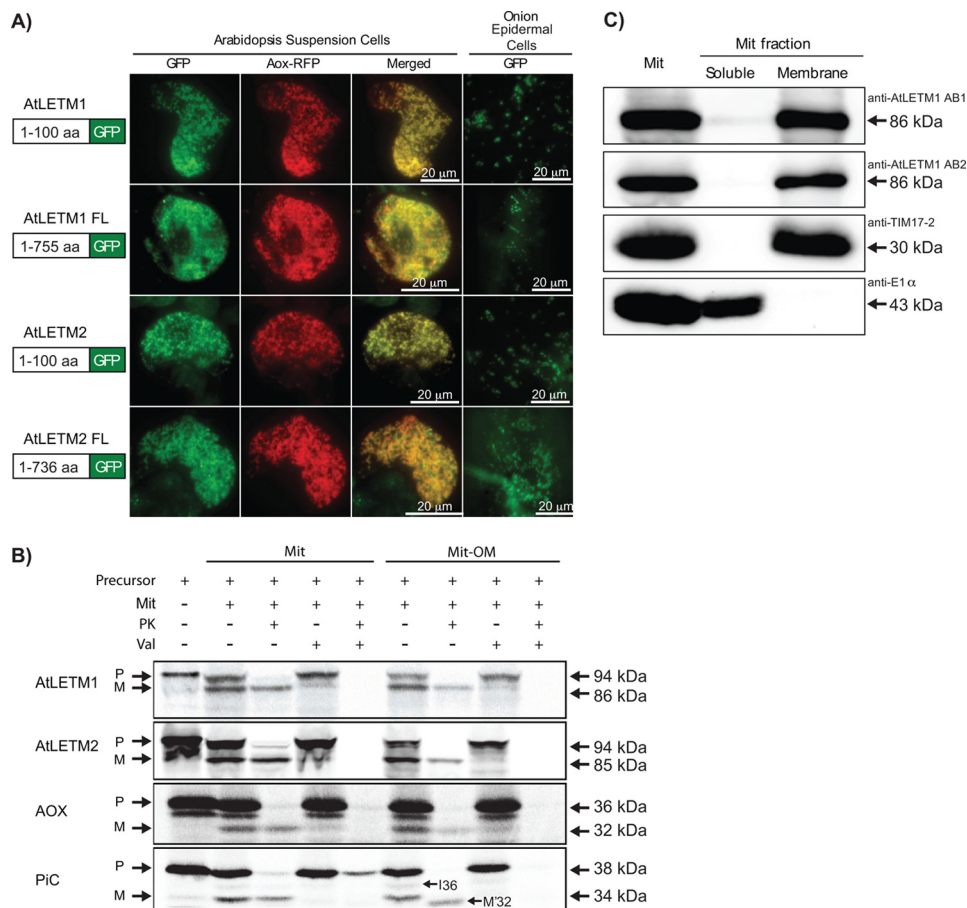 A)
Arabidopsis Suspension Cells
Onion Epidermal Cells
GFP Aox-RFP Merged GFP
AtLETM1
1-100 aa GFP
20 μm 20 μm
AtLETM1 FL
1-755 aa GFP
20 μm 20 μm
AtLETM2
1-100 aa GFP
20 μm 20 μm
AtLETM2 FL
1-736 aa GFP
20 μm 20 μm
C)
Mit fraction
Mit Soluble Membrane
anti-AtLETM1 AB1
86 kDa
anti-AtLETM1 AB2
86 kDa
anti-TIM17-2
30 kDa
anti-E1α
43 kDa
B)
Mit Mit-OM
Precursor + + + + + + + + +
Mit - + + + + + + + +
PK - - + - + - + - +
Val - - - + + - - + +
AtLETM1 P 94 kDa
M 86 kDa
AtLETM2 P 94 kDa
M 85 kDa
AOX P 36 kDa
M 32 kDa
PiC P 38 kDa
I36
M M'32 34 kDa